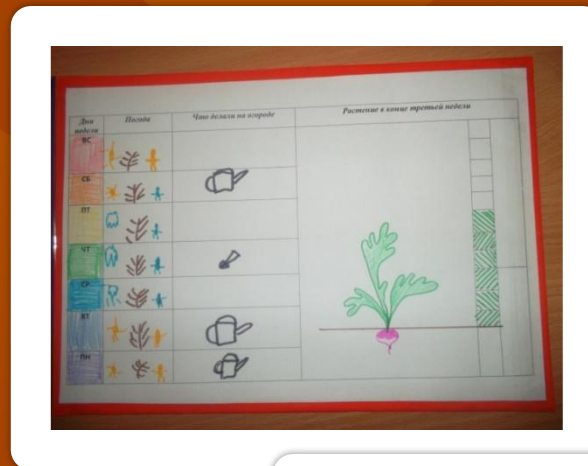 Дни недели
Погода
Что делали на огороде
Растение к конце третьей недели
ВС
СБ
ПТ
ЧТ
СР
ВТ
ПН